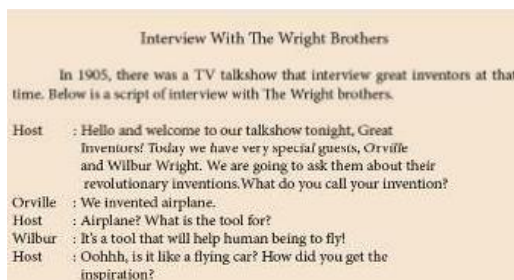 Interview With The Wright Brothers
In 1905, there was a TV talkshow that interview great inventors at that
time. Below is a script of interview with The Wright brothers.
Host : Hello and welcome to our talkshow tonight, Great
Inventors! Today we have very special guests, Orville
and Wilbur Wright. We are going to ask them about their
revolutionary inventions.What do you call your invention?
Orville : We invented airplane.
Host : Airplane? What is the tool for?
Wilbur : It's a tool that will help human being to fly!
Host : Oohhh, is it like a flying car? How did you get the
inspiration?